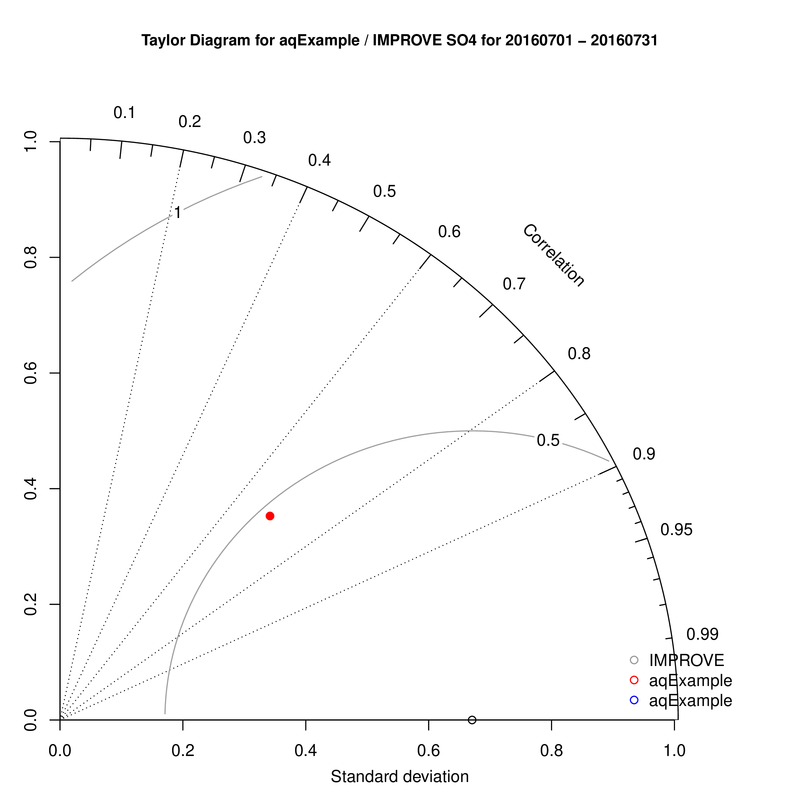 Taylor Diagram for aqExample / IMPROVE SO4 for 20160701 − 20160731
0.1
0.2
0.3
0.4
0.5
0.6
0.7
0.8
0.9
0.95
0.99
Correlation
1
0.5
1.0
0.8
0.6
0.4
0.2
0.0
IMPROVE
aqExample
aqExample
0.0 0.2 0.4 0.6 0.8 1.0
Standard deviation